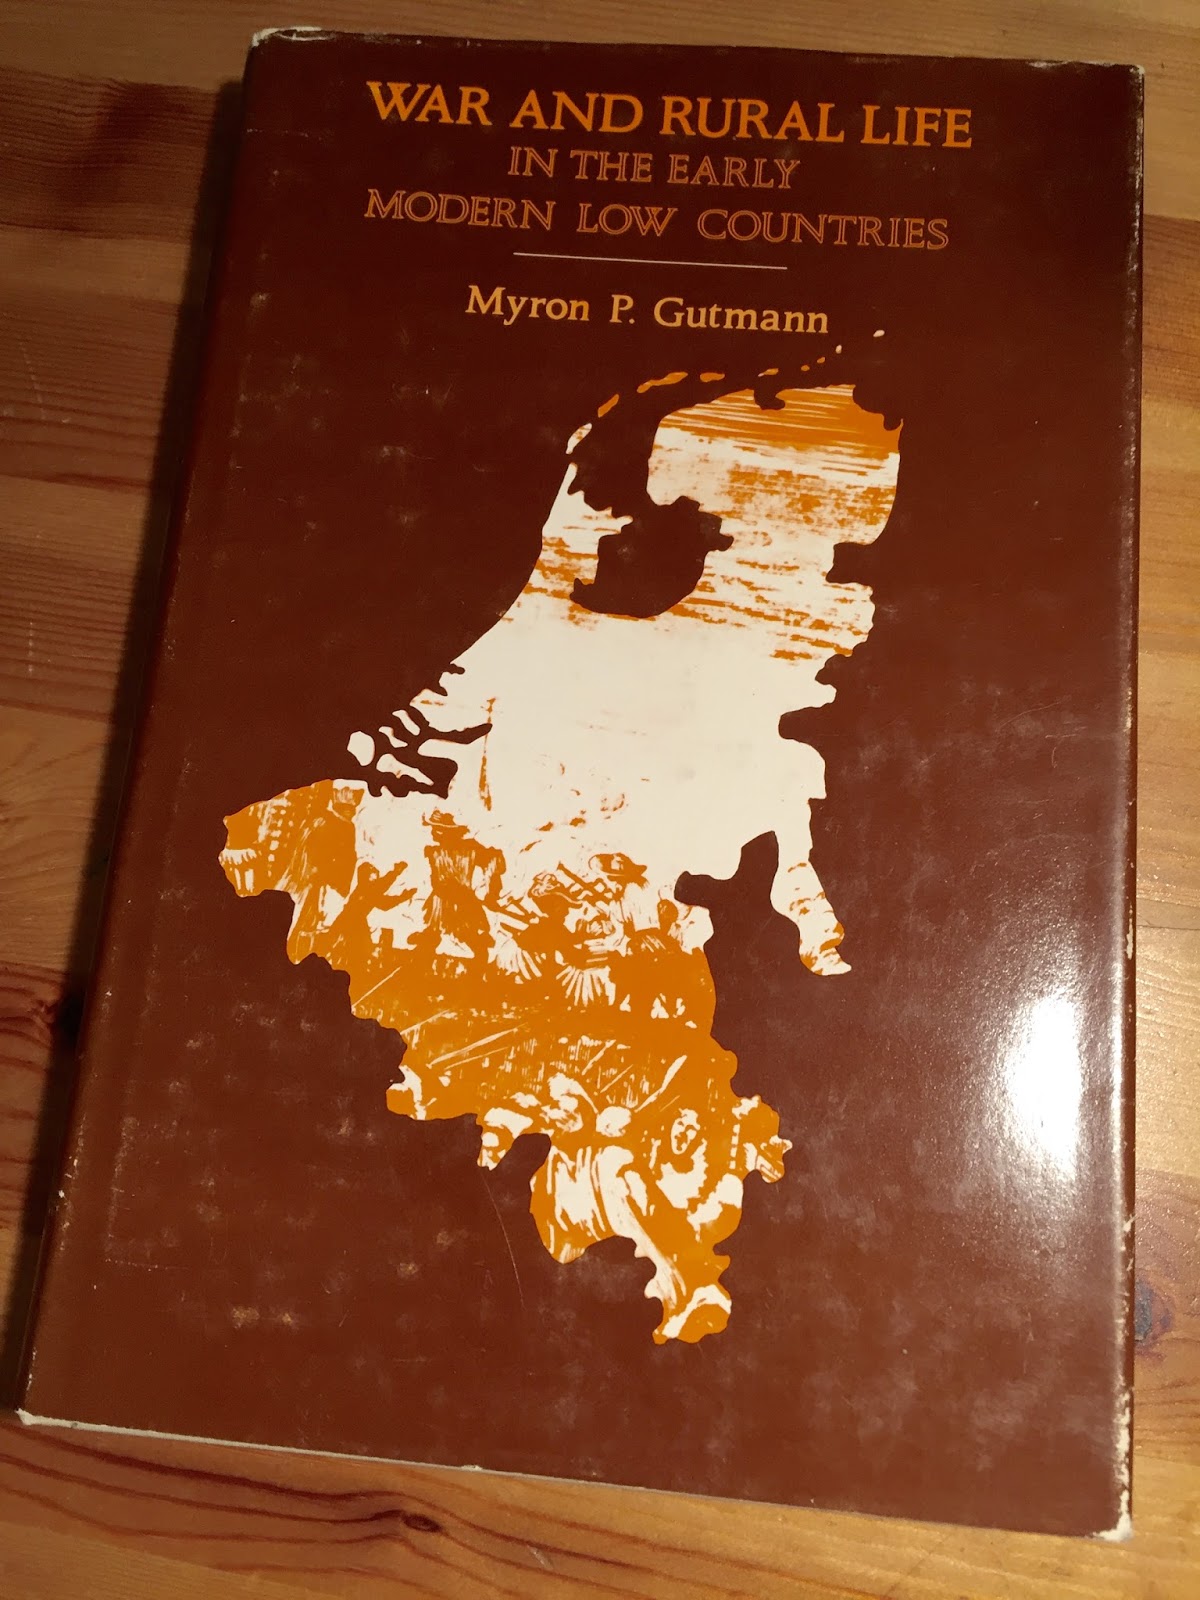 WAR AND RURAL LIFE
IN THE EARLY
MODERN LOW COUNTRIES
Myron P. Gutmann